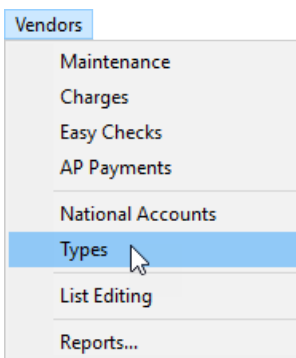 Vendors
Maintenance
Charges
Easy Checks
AP Payments
National Accounts
Types
List Editing
Reports...